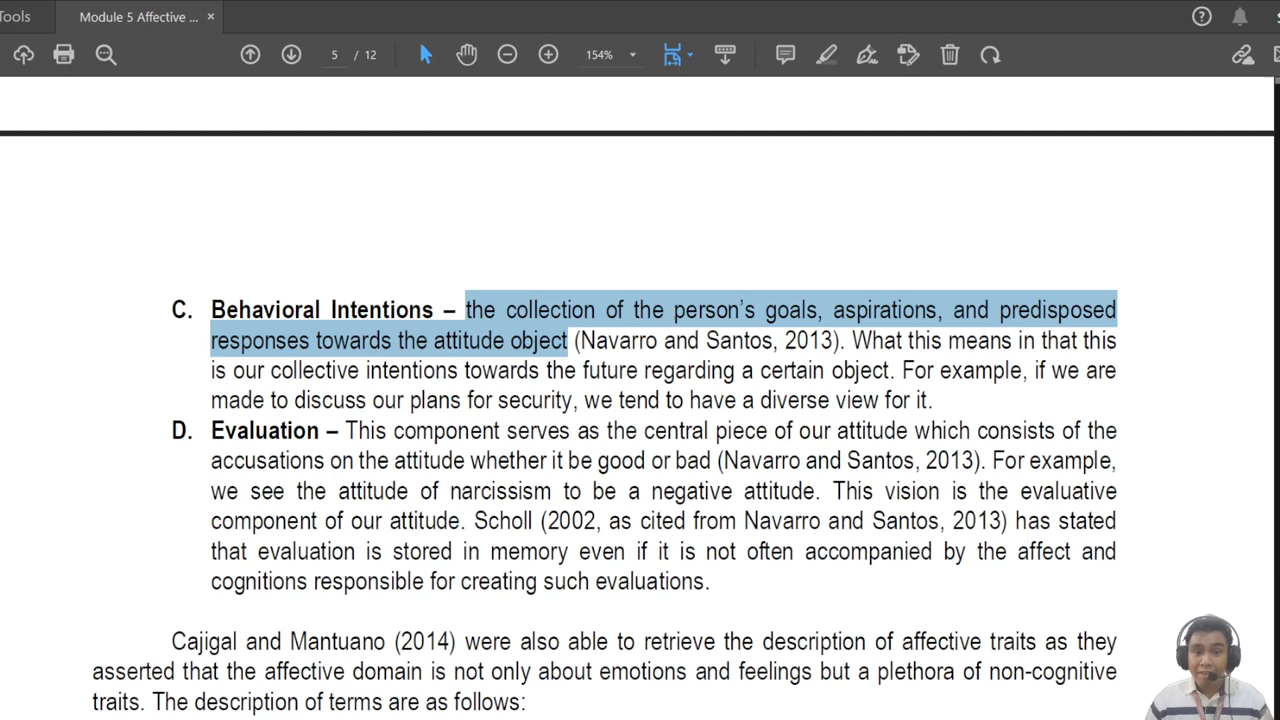 Tools
Module 5 Affective ... ×
5 / 12
154%
C. Behavioral Intentions – the collection of the person's goals, aspirations, and predisposed
responses towards the attitude object (Navarro and Santos, 2013). What this means in that this
is our collective intentions towards the future regarding a certain object. For example, if we are
made to discuss our plans for security, we tend to have a diverse view for it.
D. Evaluation – This component serves as the central piece of our attitude which consists of the
accusations on the attitude whether it be good or bad (Navarro and Santos, 2013). For example,
we see the attitude of narcissism to be a negative attitude. This vision is the evaluative
component of our attitude. Scholl (2002, as cited from Navarro and Santos, 2013) has stated
that evaluation is stored in memory even if it is not often accompanied by the affect and
cognitions responsible for creating such evaluations.
Cajigal and Mantuano (2014) were also able to retrieve the description of affective traits as they
asserted that the affective domain is not only about emotions and feelings but a plethora of non-cognitive
traits. The description of terms are as follows: